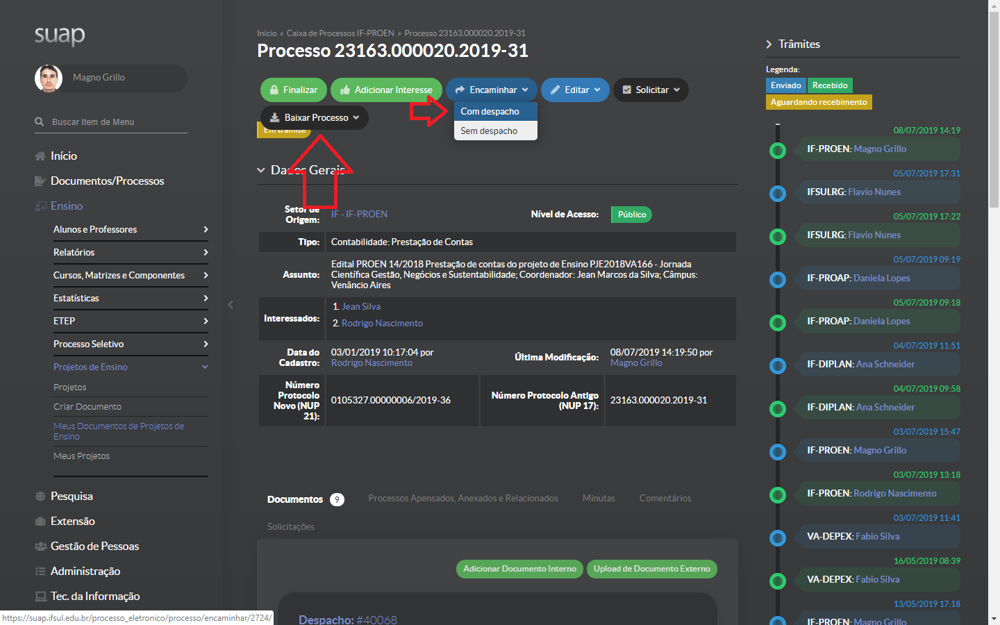 suap
Magno Grillo
Buscar Item de Menu
Início
Documentos/Processos
Ensino
Alunos e Professores
Relatórios
Cursos, Matrizes e Componentes
Estatísticas
ETEP
Processo Seletivo
Projetos de Ensino
Projetos
Criar Documento
Meus Documentos de Projetos de
Ensino
Meus Projetos
Pesquisa
Extensão
Gestão de Pessoas
Administração
Tec. da Informação
https://suap.ifsul.edu.br/processo_eletronico/processo/encaminhar/2724/
Início » Caixa de Processos IF-PROEN » Processo 23163.000020.2019-31
Processo 23163.000020.2019-31
Finalizar
Adicionar Interesse
Encaminhar
Editar
Solicitar
Com despacho
Sem despacho
Baixar Processo
Em trâmite
Dados Gerais
Setor de
Origem:
IF - IF-PROEN
Nível de Acesso:
Público
Tipo:
Contabilidade: Prestação de Contas
Assunto:
Edital PROEN 14/2018 Prestação de contas do projeto de Ensino PJE2018VA166 - Jornada
Científica Gestão, Negócios e Sustentabilidade; Coordenador: Jean Marcos da Silva; Câmpus:
Venâncio Aires
Interessados:
1. Jean Silva
2. Rodrigo Nascimento
Data do
Cadastro:
03/01/2019 10:17:04 por
Rodrigo Nascimento
Última Modificação:
08/07/2019 14:19:50 por
Magno Grillo
Número
Protocolo
Novo (NUP
21):
0105327.00000006/2019-36
Número Protocolo Antigo
(NUP 17):
23163.000020.2019-31
Documentos 9
Processos Apensados, Anexados e Relacionados
Minutas
Comentários
Solicitações
Adicionar Documento Interno
Upload de Documento Externo
Despacho: #40068
Trâmites
Legenda:
Enviado
Recebido
Aguardando recebimento
08/07/2019 14:19
IF-PROEN: Magno Grillo
05/07/2019 17:31
IFSULRG: Flavio Nunes
05/07/2019 17:22
IFSULRG: Flavio Nunes
05/07/2019 09:19
IF-PROAP: Daniela Lopes
05/07/2019 09:18
IF-PROAP: Daniela Lopes
04/07/2019 11:51
IF-DIPLAN: Ana Schneider
04/07/2019 09:58
IF-DIPLAN: Ana Schneider
03/07/2019 15:47
IF-PROEN: Magno Grillo
03/07/2019 13:18
IF-PROEN: Rodrigo Nascimento
03/07/2019 11:41
VA-DEPEX: Fabio Silva
16/05/2019 08:39
VA-DEPEX: Fabio Silva
13/05/2019 17:18
IF-PROEN: Magno Grillo